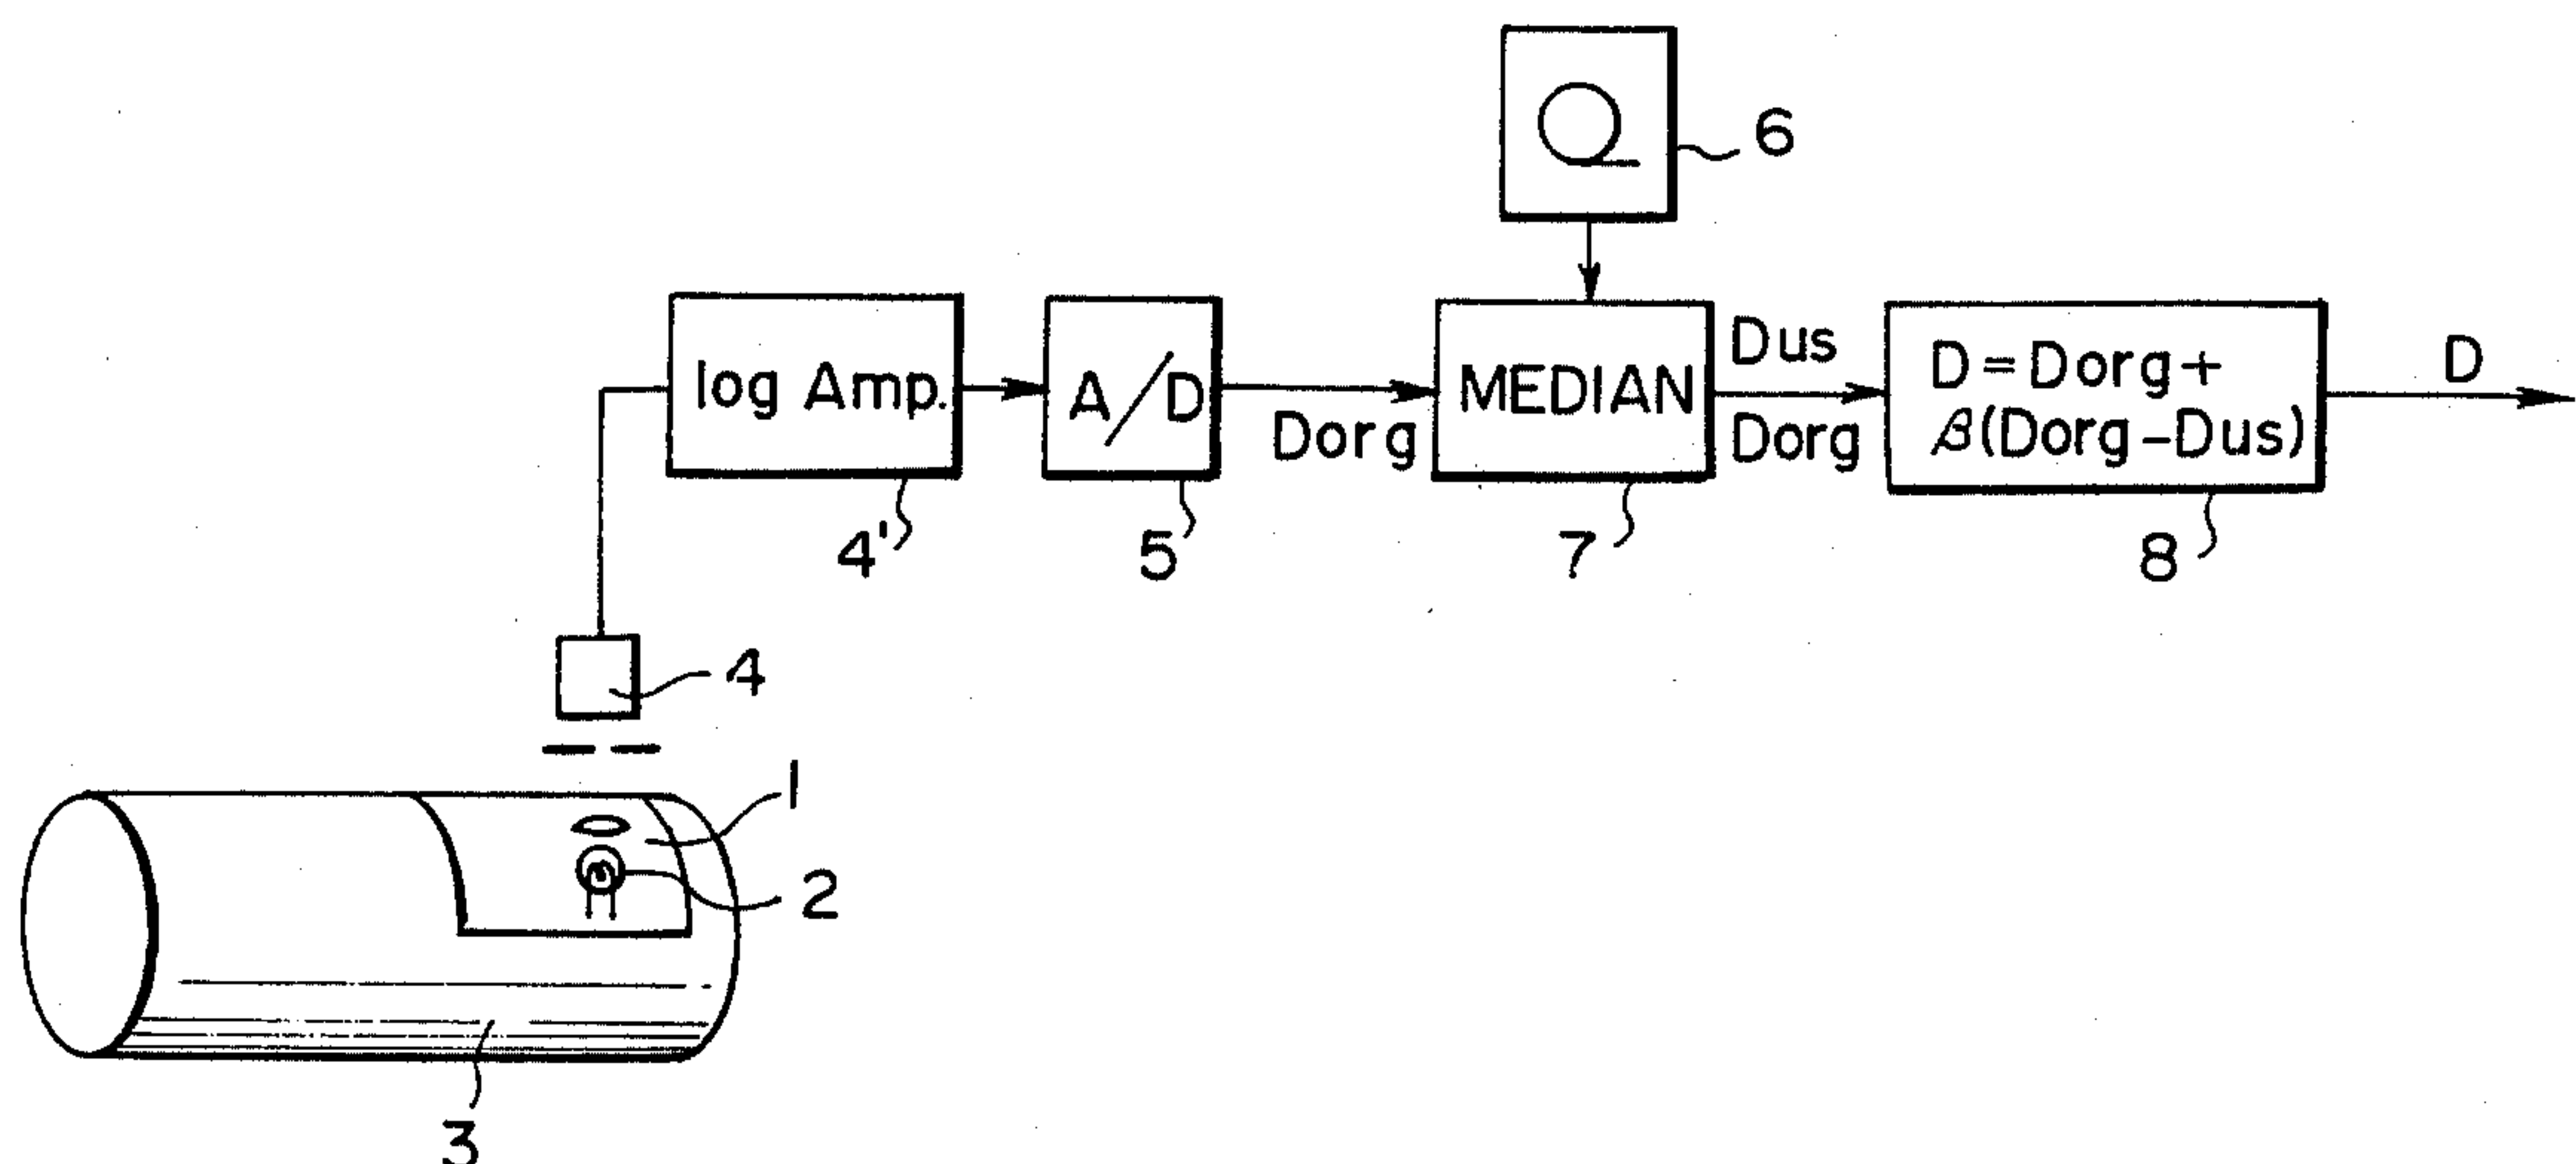 6
log Amp.
A/D
Dorg
MEDIAN
Dus
Dorg
D=Dorg+
β(Dorg-Dus)
D
4'
5
7
8
4
1
2
3